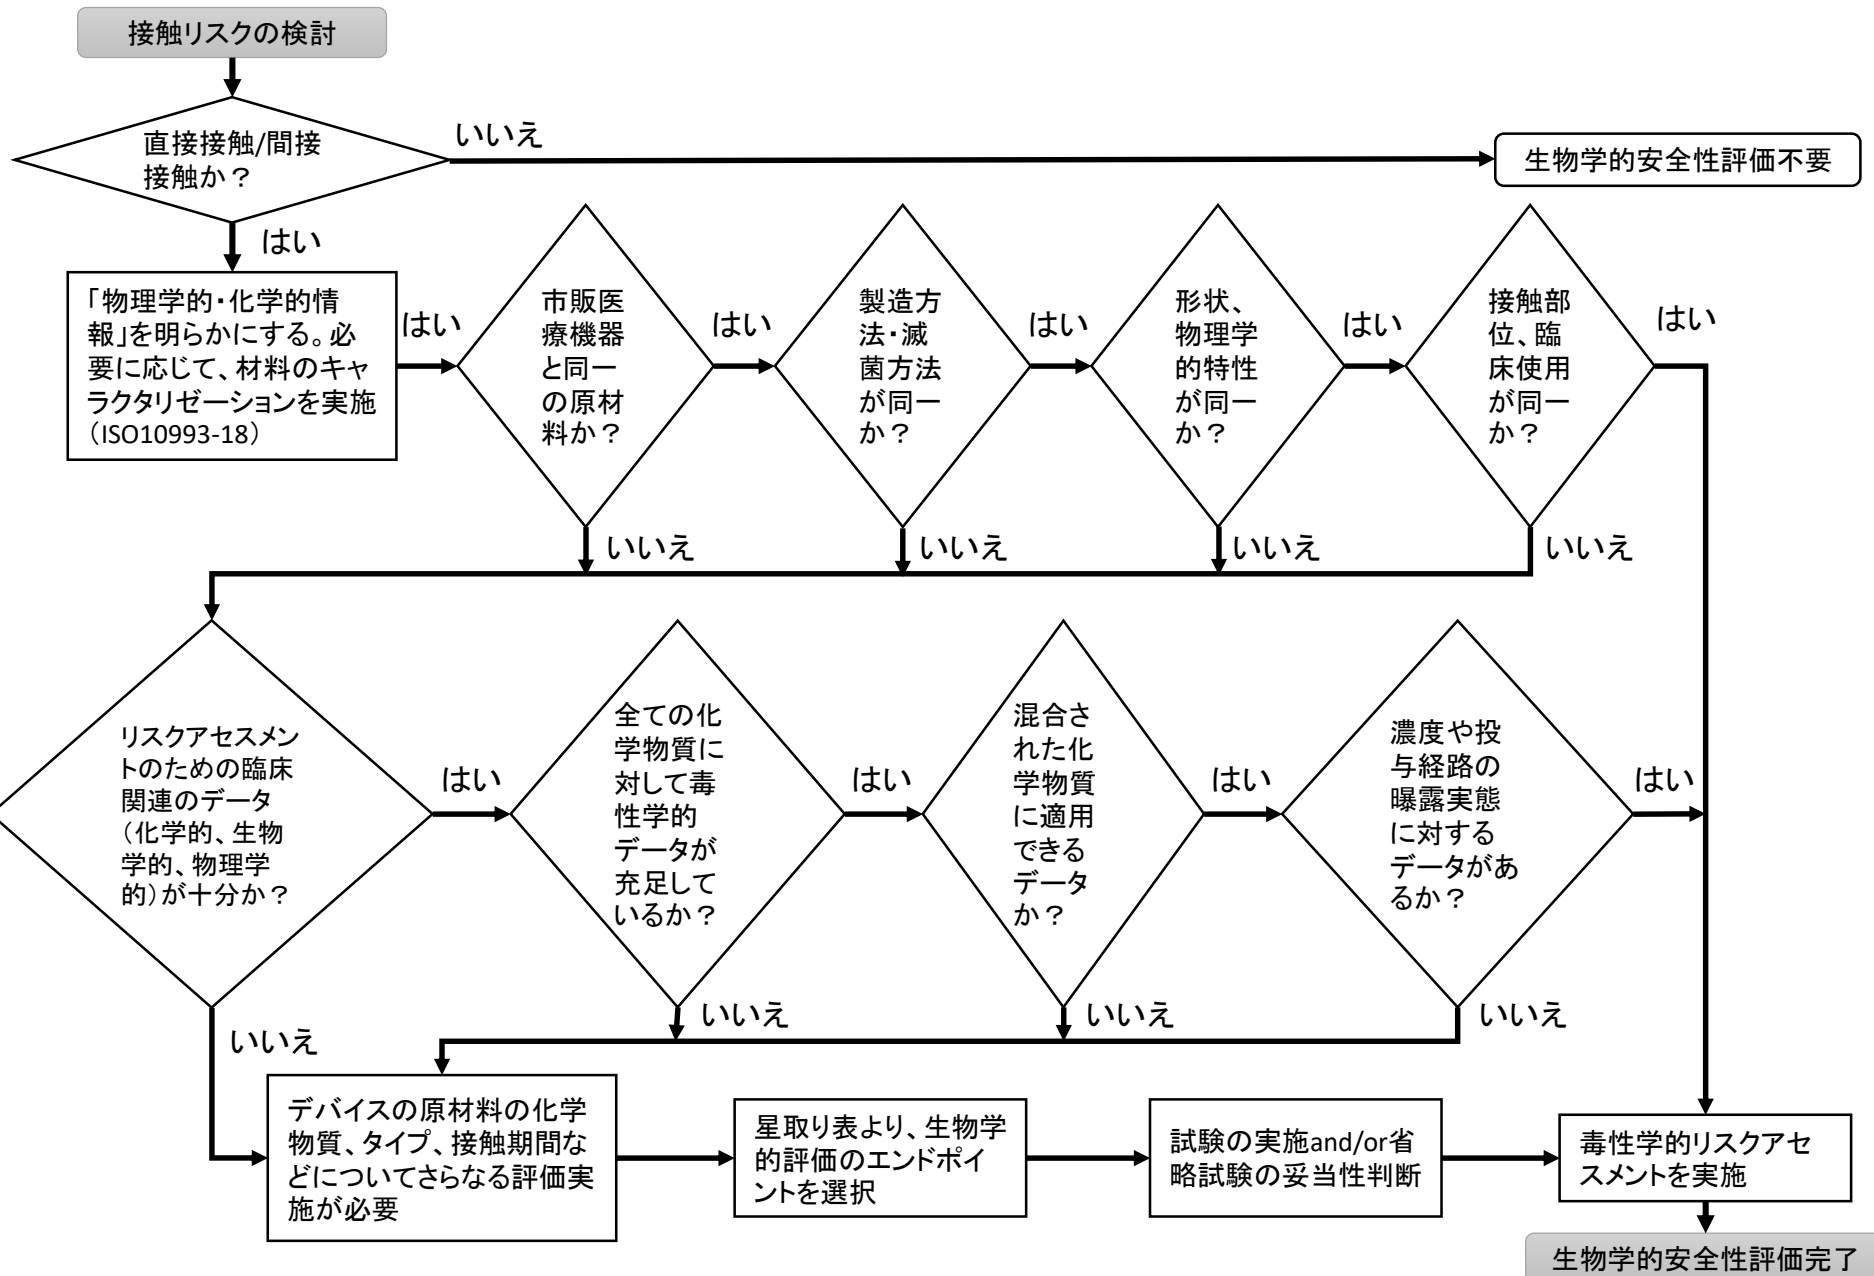 接触リスクの検討
直接接触/間接
接触か？
いいえ
生物学的安全性評価不要
はい
「物理学的・化学的情
報」を明らかにする。必
要に応じて、材料のキャ
ラクタリゼーションを実施
（ISO10993-18）
はい
市販医
療機器
と同一
の原材
料か？
はい
製造方
法・滅
菌方法
が同一
か？
はい
形状、
物理学
的特性
が同一
か？
はい
接触部
位、臨
床使用
が同一
か？
はい
いいえ
いいえ
いいえ
いいえ
リスクアセスメン
トのための臨床
関連のデータ
（化学的、生物
学的、物理学
的）が十分か？
はい
全ての化
学物質に
対して毒
性学的
データが
充足して
いるか？
はい
混合さ
れた化
学物質
に適用
できる
データ
か？
はい
濃度や投
与経路の
曝露実態
に対する
データがあ
るか？
はい
いいえ
いいえ
いいえ
いいえ
デバイスの原材料の化学
物質、タイプ、接触期間な
どについてさらなる評価実
施が必要
星取り表より、生物学
的評価のエンドポイ
ントを選択
試験の実施and/or省
略試験の妥当性判断
毒性学的リスクアセ
スメントを実施
生物学的安全性評価完了